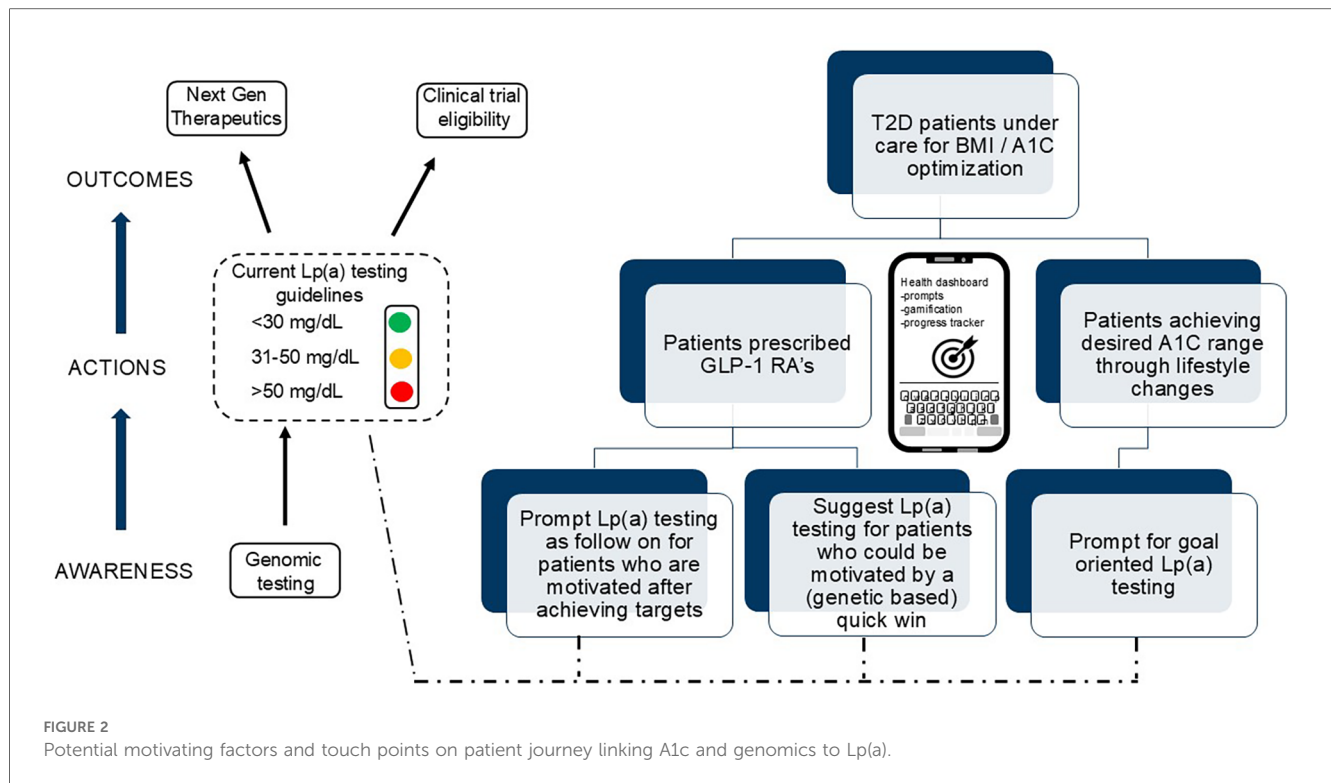 Next Gen
Therapeutics
Clinical trial
eligibility
OUTCOMES
ACTIONS
AWARENESS
Current Lp(a) testing
guidelines
<30 mg/dL
31-50 mg/dL
>50 mg/dL
Genomic
testing
T2D patients under
care for BMI / A1C
optimization
Patients prescribed
GLP-1 RA's
Health dashboard
-prompts
-gamification
-progress tracker
Patients achieving
desired A1C range
through lifestyle
changes
Prompt Lp(a) testing
as follow on for
patients who are
motivated after
achieving targets
Suggest Lp(a)
testing for patients
who could be
motivated by a
(genetic based)
quick win
Prompt for goal
oriented Lp(a)
testing
FIGURE 2
Potential motivating factors and touch points on patient journey linking A1c and genomics to Lp(a).